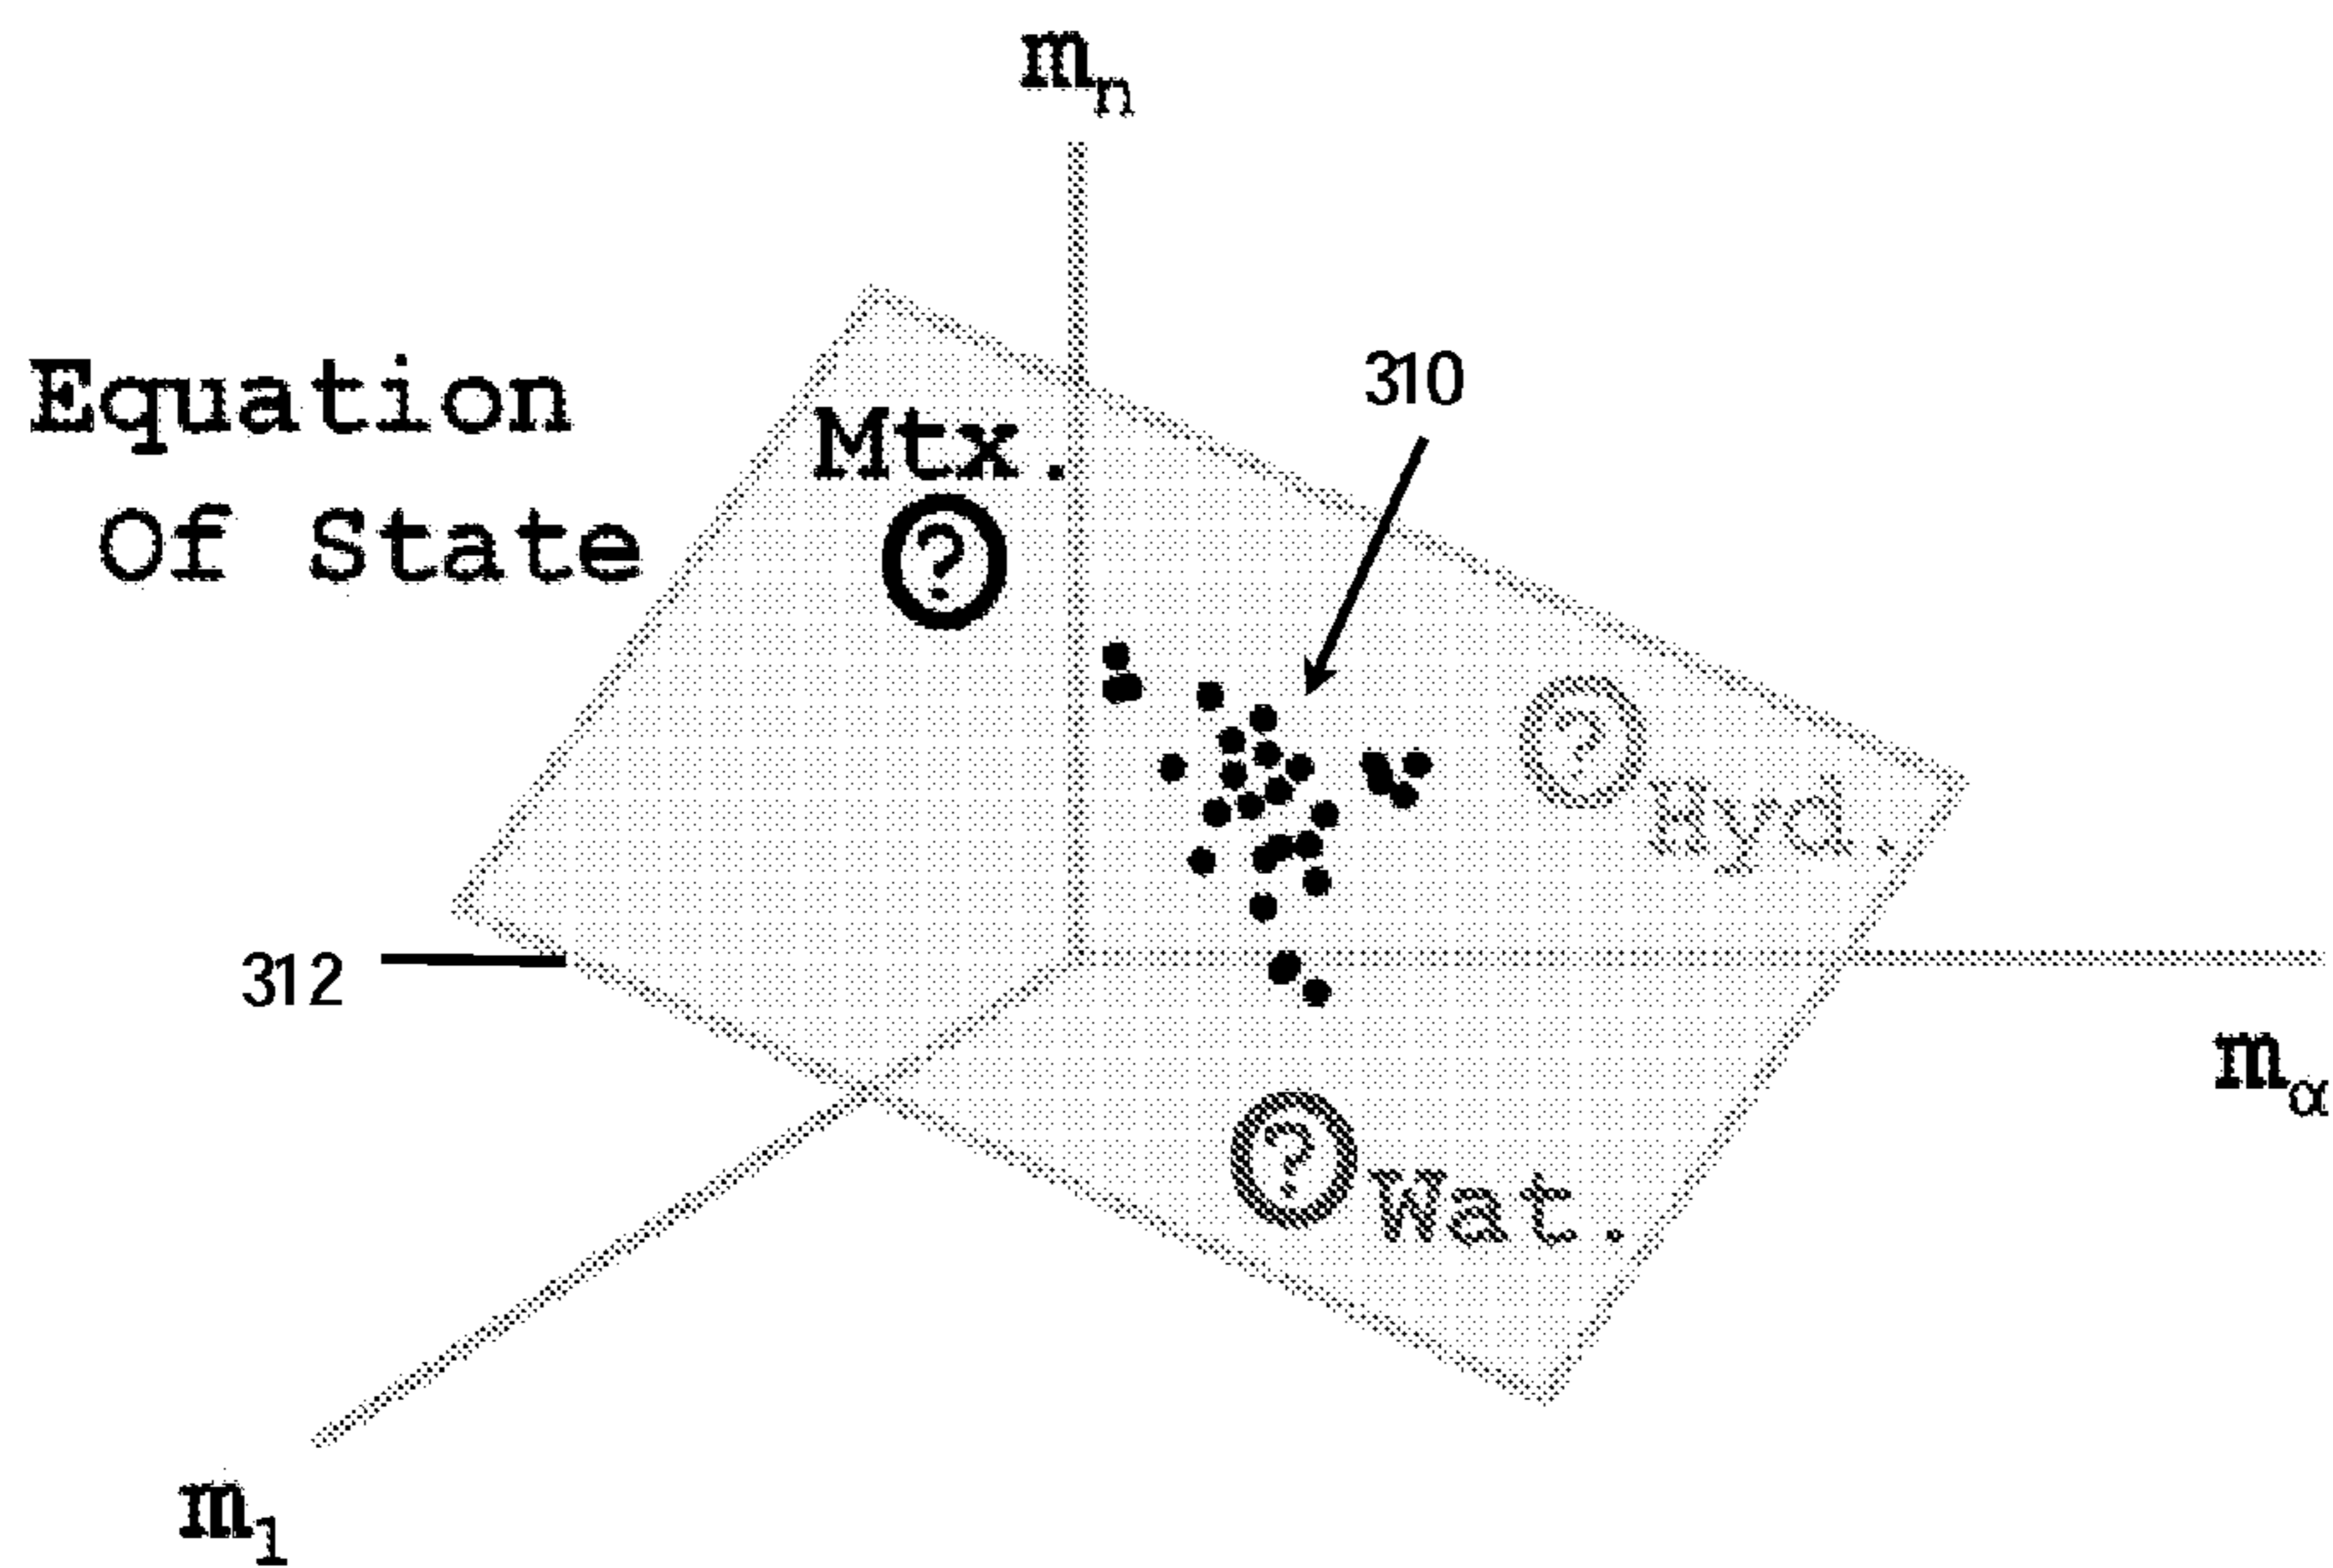 mₙ
310
Equation
Of State
Mtx.
?
?
Hyd.
312
mα
?
Wat.
m₁